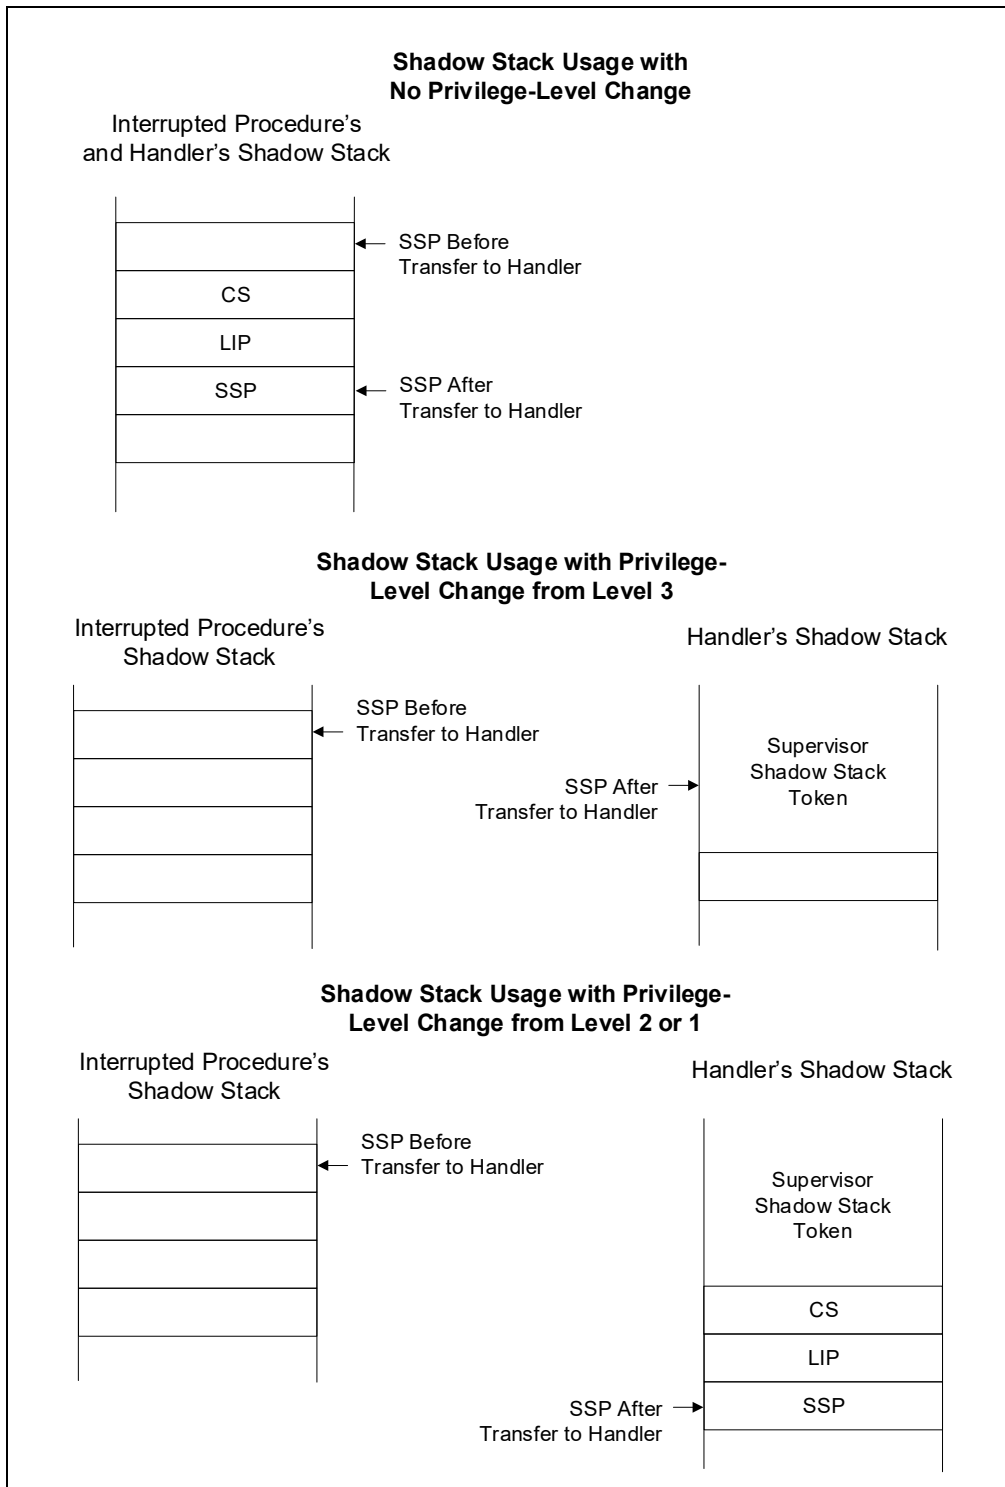 Shadow Stack Usage with
No Privilege-Level Change
Interrupted Procedure's
and Handler's Shadow Stack
SSP Before
Transfer to Handler
CS
LIP
SSP
SSP After
Transfer to Handler
Shadow Stack Usage with Privilege-
Level Change from Level 3
Interrupted Procedure's
Shadow Stack
Handler's Shadow Stack
SSP Before
Transfer to Handler
Supervisor
Shadow Stack
Token
SSP After
Transfer to Handler
Shadow Stack Usage with Privilege-
Level Change from Level 2 or 1
Interrupted Procedure's
Shadow Stack
Handler's Shadow Stack
SSP Before
Transfer to Handler
Supervisor
Shadow Stack
Token
CS
LIP
SSP
SSP After
Transfer to Handler